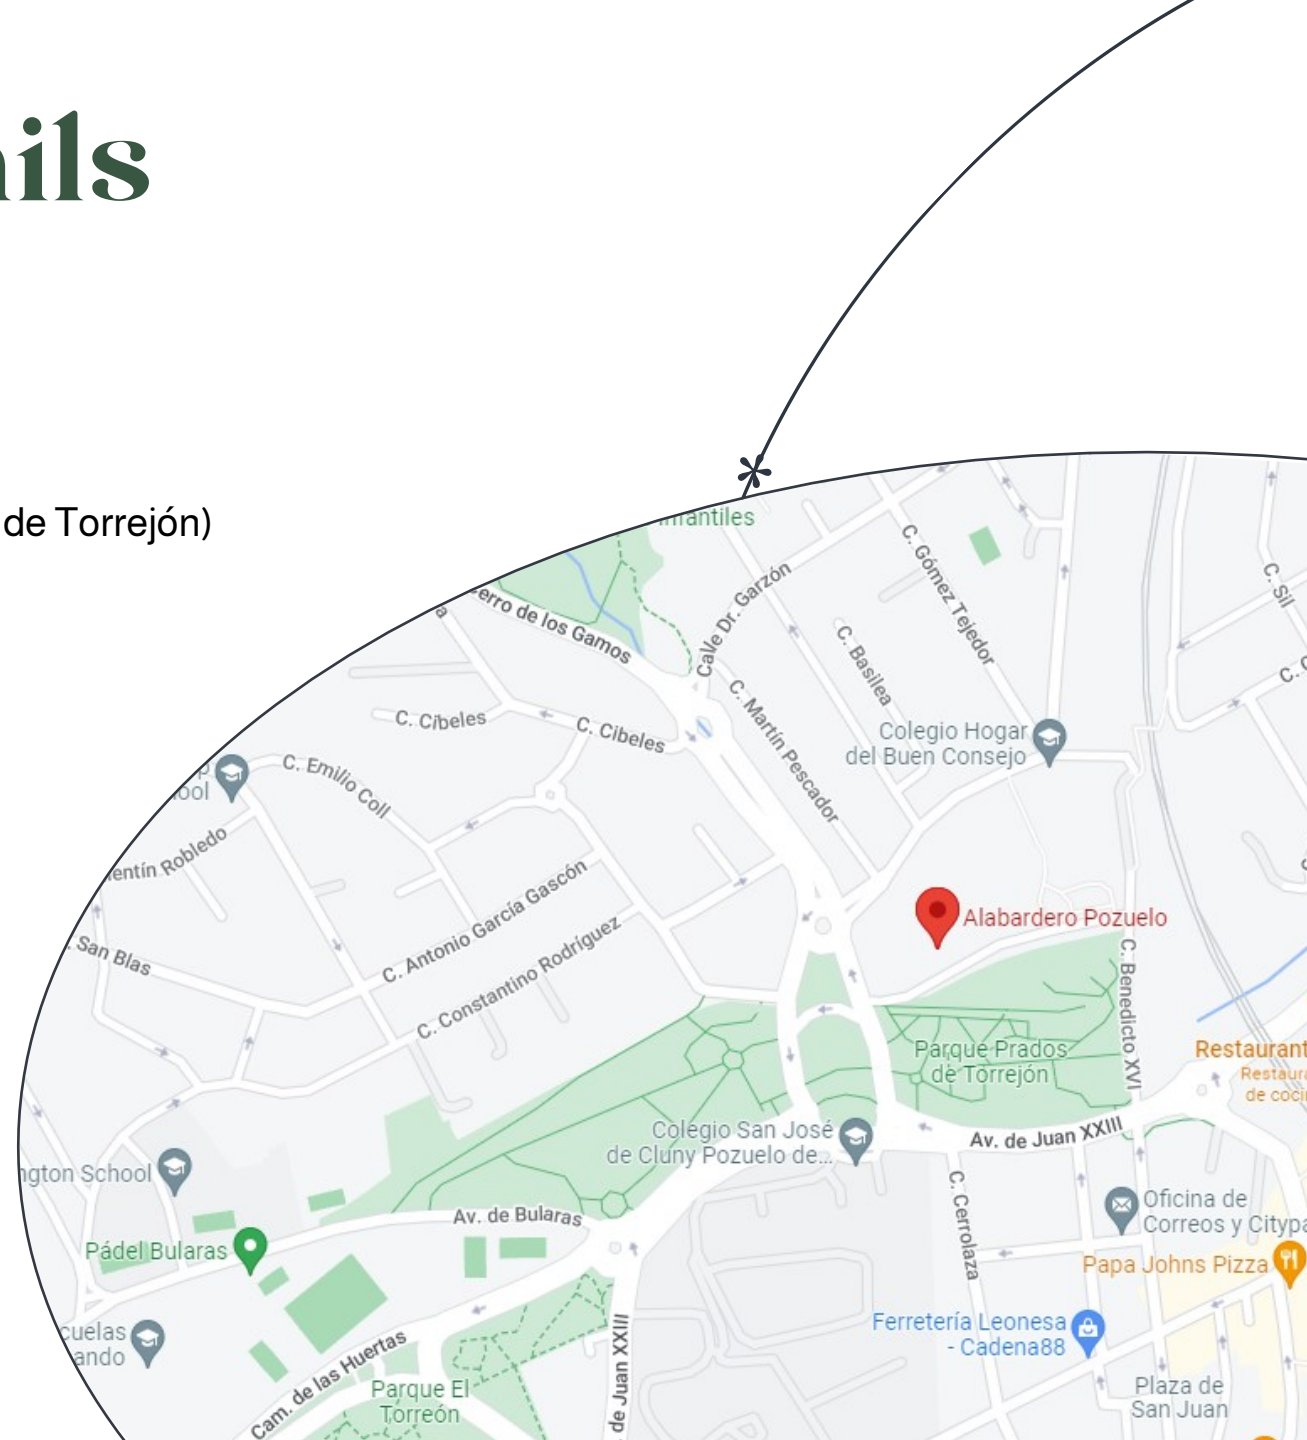 ils
de Torrejón)
C. Gómez Tejedor
Calle Dr. Garzón
C. Sil
de los Gamos
C. Basilea
C. Martín Pescador
C. Cibeles
C. Cibeles
Colegio Hogar
del Buen Consejo
C. Emilio Coll
Robledo
Alabardero Pozuelo
San Blas
C. Antonio García Gascón
C. Constantino Rodríguez
C. Benedicto XVI
Parque Prados
de Torrejón
Restaurant
Av. de Juan XXIII
Colegio San José
de Cluny Pozuelo de...
School
C. Cerrolaza
Oficina de
Correos y Citypa
Av. de Bularas
Pádel Bularas
Papa Johns Pizza
Ferretería Leonesa
- Cadena88
de Juan XXIII
Cam. de las Huertas
Parque El
Torreón
Plaza de
San Juan